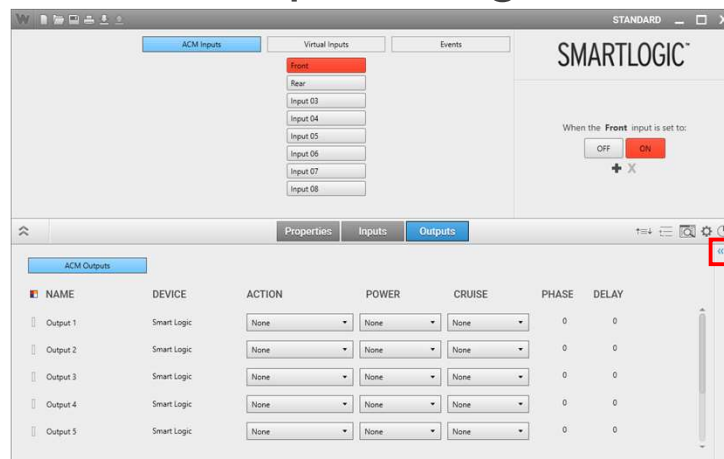 W STANDARD
ACM Inputs Virtual Inputs Events
SMARTLOGIC™
Front
Rear
Input 03
Input 04
Input 05
Input 06
Input 07
Input 08
When the Front input is set to:
OFF ON
Properties Inputs Outputs
ACM Outputs
NAME DEVICE ACTION POWER CRUISE PHASE DELAY
Output 1 Smart Logic None None None 0 0
Output 2 Smart Logic None None None 0 0
Output 3 Smart Logic None None None 0 0
Output 4 Smart Logic None None None 0 0
Output 5 Smart Logic None None None 0 0